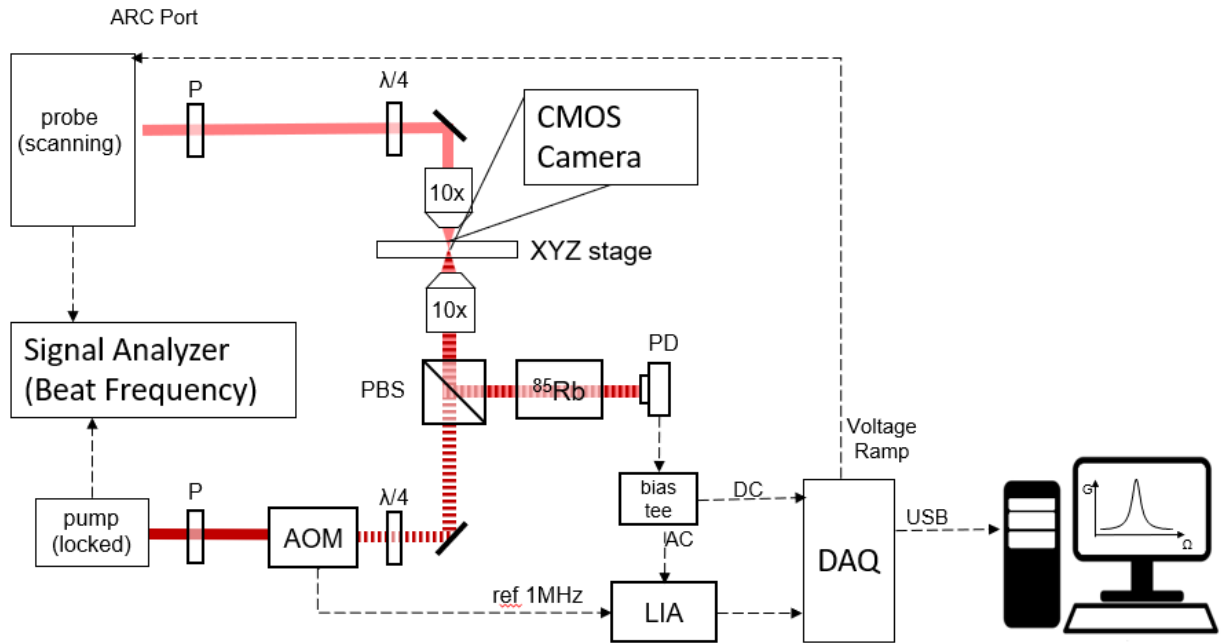 ARC Port
P
λ/4
probe
(scanning)
CMOS
Camera
10x
XYZ stage
10x
Signal Analyzer
(Beat Frequency)
PD
PBS
⁸⁵Rb
Voltage
Ramp
P
λ/4
bias
tee
DC
pump
(locked)
AOM
AC
DAQ
USB
G
Ω
ref 1MHz
LIA